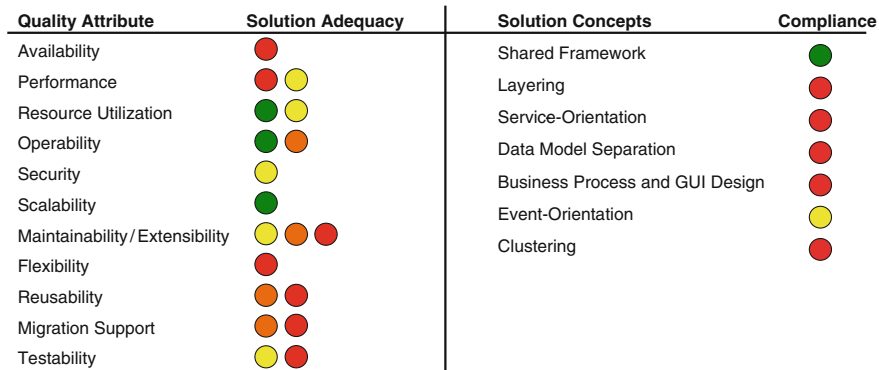 Quality Attribute Solution Adequacy
Availability
Performance
Resource Utilization
Operability
Security
Scalability
Maintainability/Extensibility
Flexibility
Reusability
Migration Support
Testability
Solution Concepts Compliance
Shared Framework
Layering
Service-Orientation
Data Model Separation
Business Process and GUI Design
Event-Orientation
Clustering